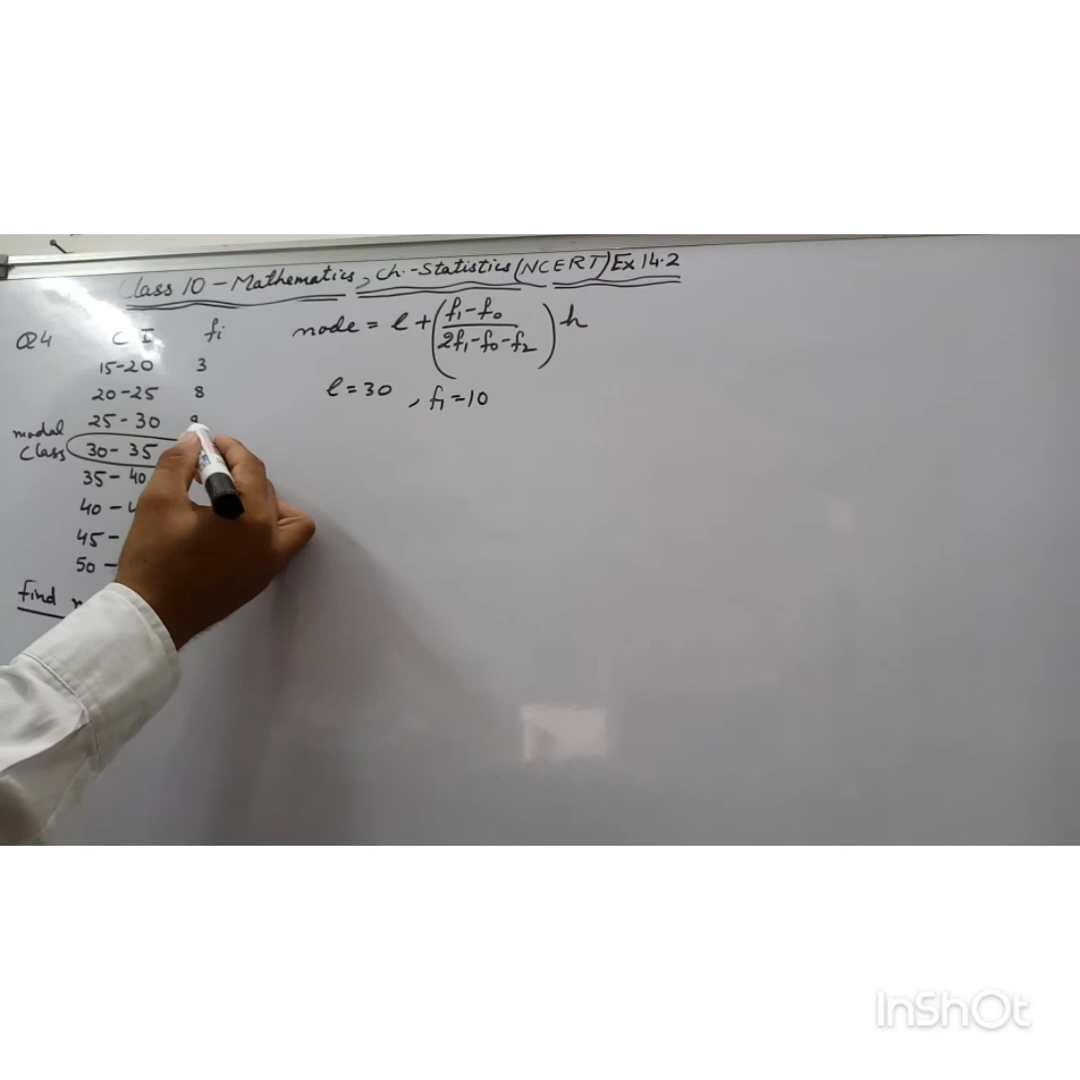 Class 10 - Mathematics, Ch.-Statistics (NCERT) Ex 14.2
Q4 C I fi
15-20 3
20-25 8
25-30
modal class 30-35
35-40
40-
45-
50-
find
mode = l + (f1-f0 / 2f1-f0-f2) h
l = 30, f1 = 10
InShOt